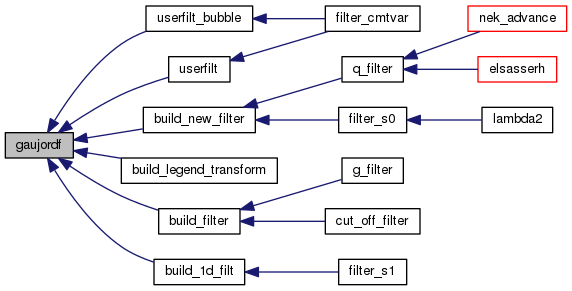 userfilt_bubble
filter_cmtvar
nek_advance
userfilt
q_filter
elsasserh
build_new_filter
filter_s0
lambda2
gaujordf
build_legend_transform
g_filter
build_filter
cut_off_filter
build_1d_filt
filter_s1